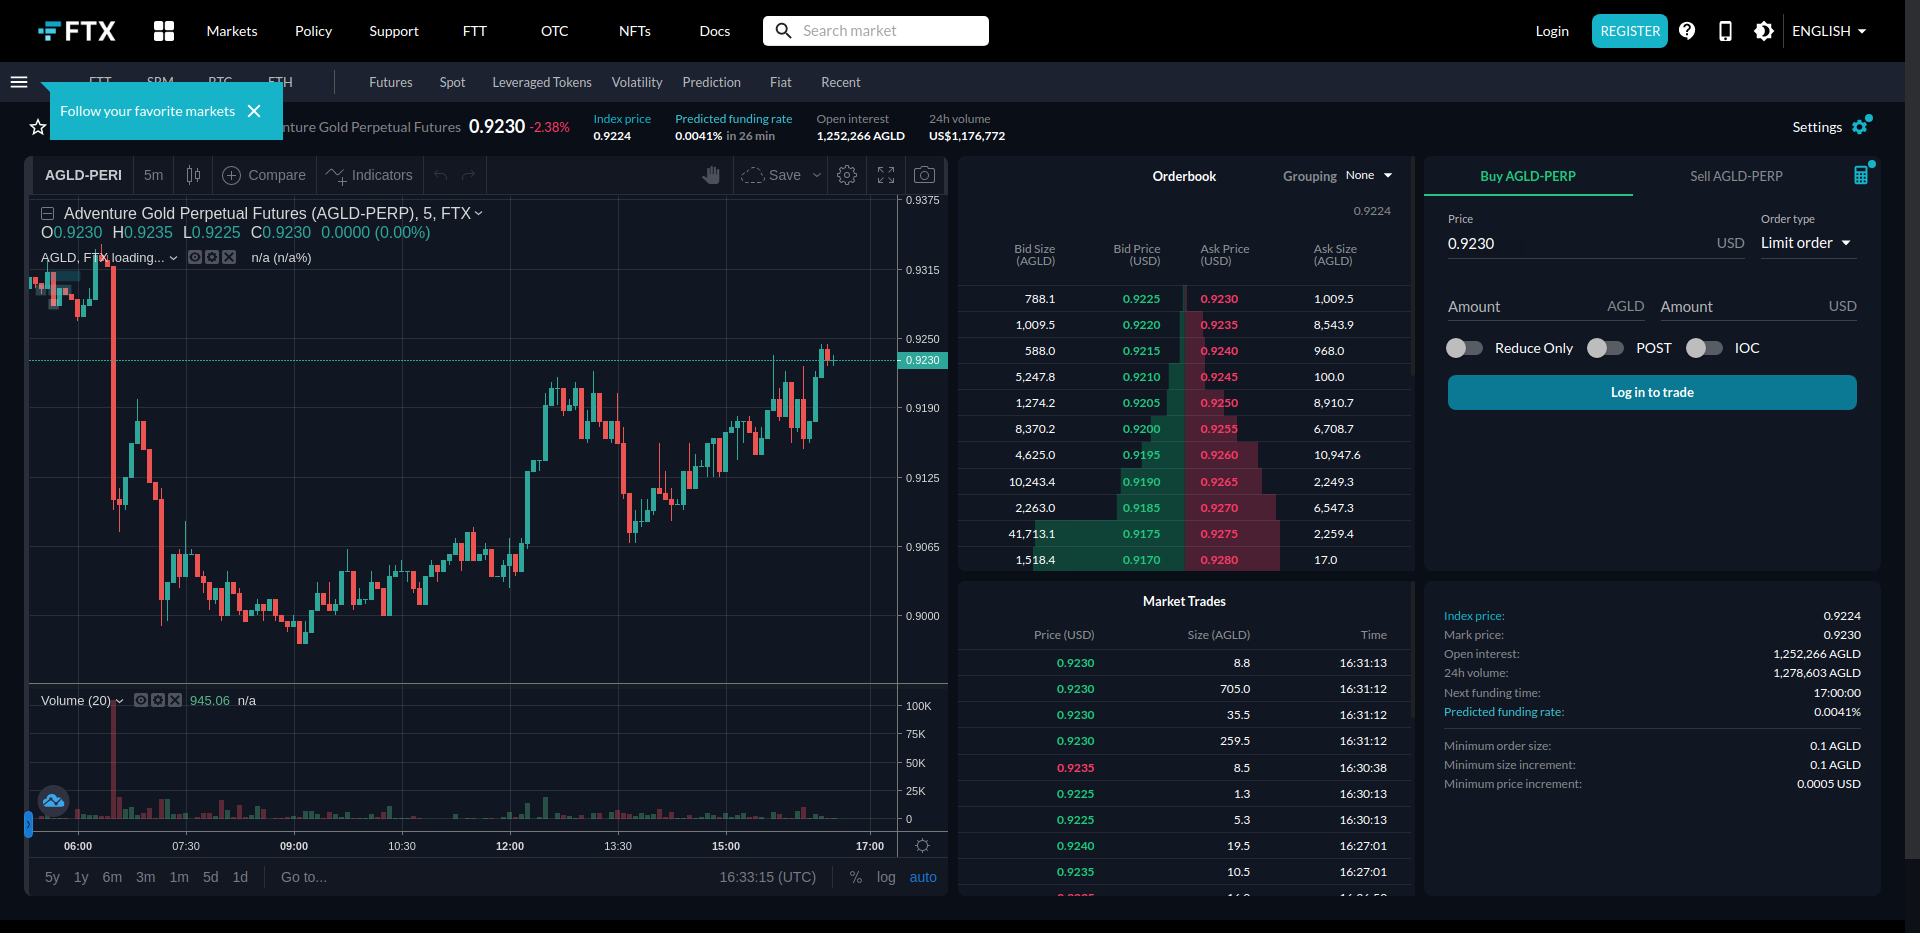 FTX Markets Policy Support FTT OTC NFTs Docs Search market Login REGISTER ENGLISH
FTT SRM BTC ETH Futures Spot Leveraged Tokens Volatility Prediction Fiat Recent
Follow your favorite markets
nture Gold Perpetual Futures 0.9230 -2.38%
Index price
0.9224
Predicted funding rate
0.0041% in 26 min
Open interest
1,252,266 AGLD
24h volume
US$1,176,772
Settings
AGLD-PERI 5m Compare Indicators Save
Adventure Gold Perpetual Futures (AGLD-PERP), 5, FTX
O0.9230 H0.9235 L0.9225 C0.9230 0.0000 (0.00%)
AGLD, FTX loading... n/a (n/a%)
0.9375
0.9315
0.9250
0.9230
0.9190
0.9125
0.9065
0.9000
Volume (20) 945.06 n/a
100K
75K
50K
25K
0
06:00 07:30 09:00 10:30 12:00 13:30 15:00 17:00
5y 1y 6m 3m 1m 5d 1d Go to... 16:33:15 (UTC) % log auto
Orderbook Grouping None
0.9224
Bid Size (AGLD) Bid Price (USD) Ask Price (USD) Ask Size (AGLD)
788.1 0.9225 0.9230 1,009.5
1,009.5 0.9220 0.9235 8,543.9
588.0 0.9215 0.9240 968.0
5,247.8 0.9210 0.9245 100.0
1,274.2 0.9205 0.9250 8,910.7
8,370.2 0.9200 0.9255 6,708.7
4,625.0 0.9195 0.9260 10,947.6
10,243.4 0.9190 0.9265 2,249.3
2,263.0 0.9185 0.9270 6,547.3
41,713.1 0.9175 0.9275 2,259.4
1,518.4 0.9170 0.9280 17.0
Market Trades
Price (USD) Size (AGLD) Time
0.9230 8.8 16:31:13
0.9230 705.0 16:31:12
0.9230 35.5 16:31:12
0.9230 259.5 16:31:12
0.9235 8.5 16:30:38
0.9225 1.3 16:30:13
0.9225 5.3 16:30:13
0.9240 19.5 16:27:01
0.9235 10.5 16:27:01
Buy AGLD-PERP Sell AGLD-PERP
Price Order type
0.9230 USD Limit order
Amount AGLD Amount USD
Reduce Only POST IOC
Log in to trade
Index price: 0.9224
Mark price: 0.9230
Open interest: 1,252,266 AGLD
24h volume: 1,278,603 AGLD
Next funding time: 17:00:00
Predicted funding rate: 0.0041%
Minimum order size: 0.1 AGLD
Minimum size increment: 0.1 AGLD
Minimum price increment: 0.0005 USD